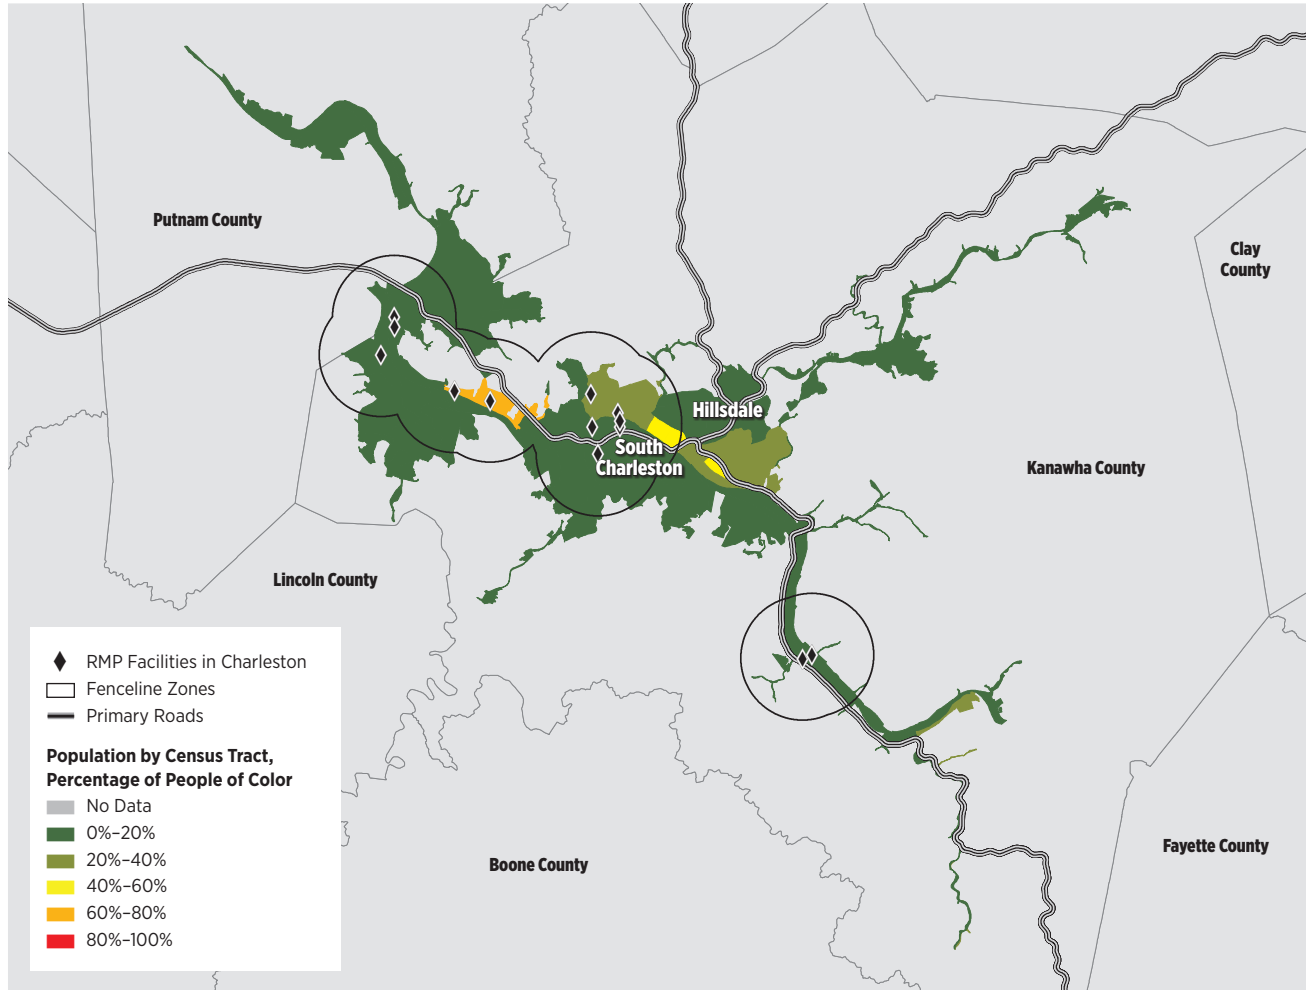 Putnam County
Clay
County
Hillsdale
South
Charleston
Kanawha County
Lincoln County
RMP Facilities in Charleston
Fenceline Zones
Primary Roads
Population by Census Tract,
Percentage of People of Color
No Data
0%–20%
20%–40%
40%–60%
60%–80%
80%–100%
Boone County
Fayette County